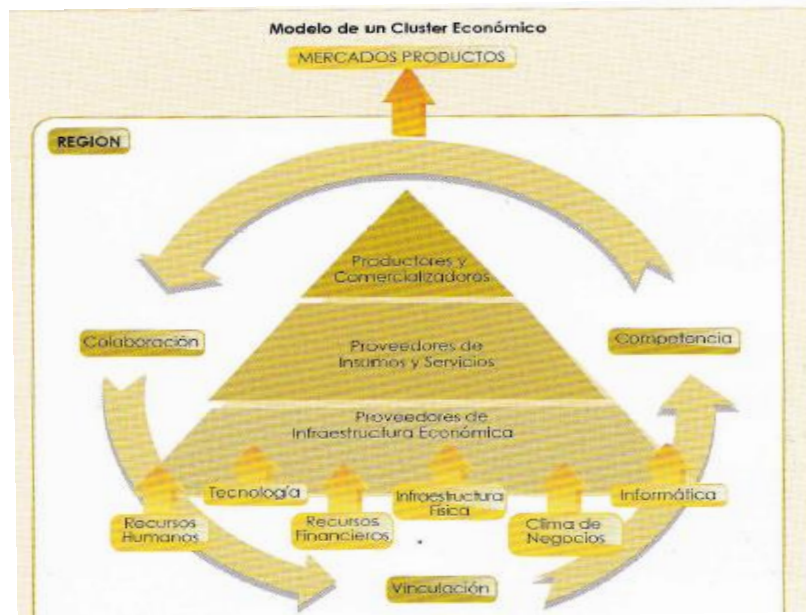 Modelo de un Cluster Económico
MERCADOS PRODUCTOS
REGION
Productores y
Comercializadores
Colaboración
Competencia
Proveedores de
Insumos y Servicios
Proveedores de
Infraestructura Económica
Tecnología
Infraestructura
Física
Informática
Recursos
Humanos
Recursos
Financieros
Clima de
Negocios
Vinculación